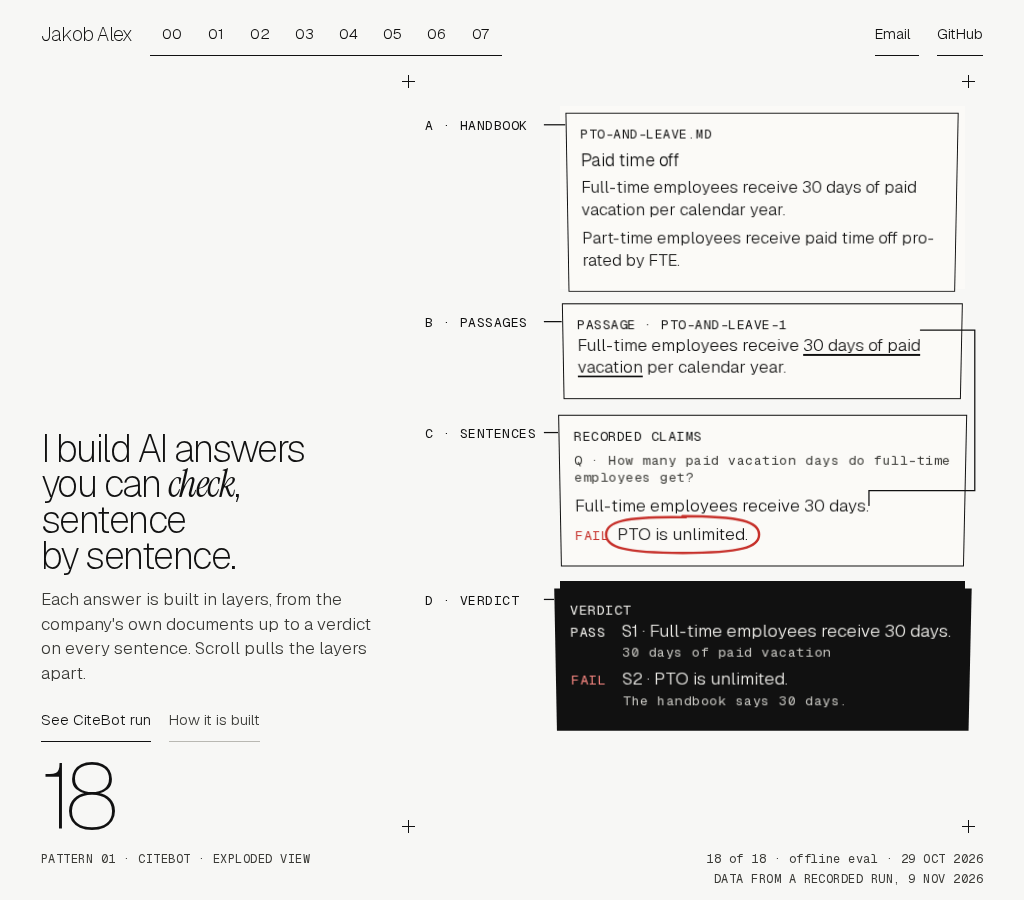 Jakob Alex 00 01 02 03 04 05 06 07 Email GitHub
A · HANDBOOK
PTO-AND-LEAVE.MD
Paid time off
Full-time employees receive 30 days of paid
vacation per calendar year.
Part-time employees receive paid time off pro-
rated by FTE.
B · PASSAGES
PASSAGE · PTO-AND-LEAVE-1
Full-time employees receive 30 days of paid
vacation per calendar year.
C · SENTENCES
RECORDED CLAIMS
Q · How many paid vacation days do full-time
employees get?
Full-time employees receive 30 days.
FAIL PTO is unlimited.
D · VERDICT
VERDICT
PASS S1 · Full-time employees receive 30 days.
30 days of paid vacation
FAIL S2 · PTO is unlimited.
The handbook says 30 days.
I build AI answers
you can check,
sentence
by sentence.
Each answer is built in layers, from the
company's own documents up to a verdict
on every sentence. Scroll pulls the layers
apart.
See CiteBot run How it is built
18
PATTERN 01 · CITEBOT · EXPLODED VIEW
18 of 18 · offline eval · 29 OCT 2026
DATA FROM A RECORDED RUN, 9 NOV 2026